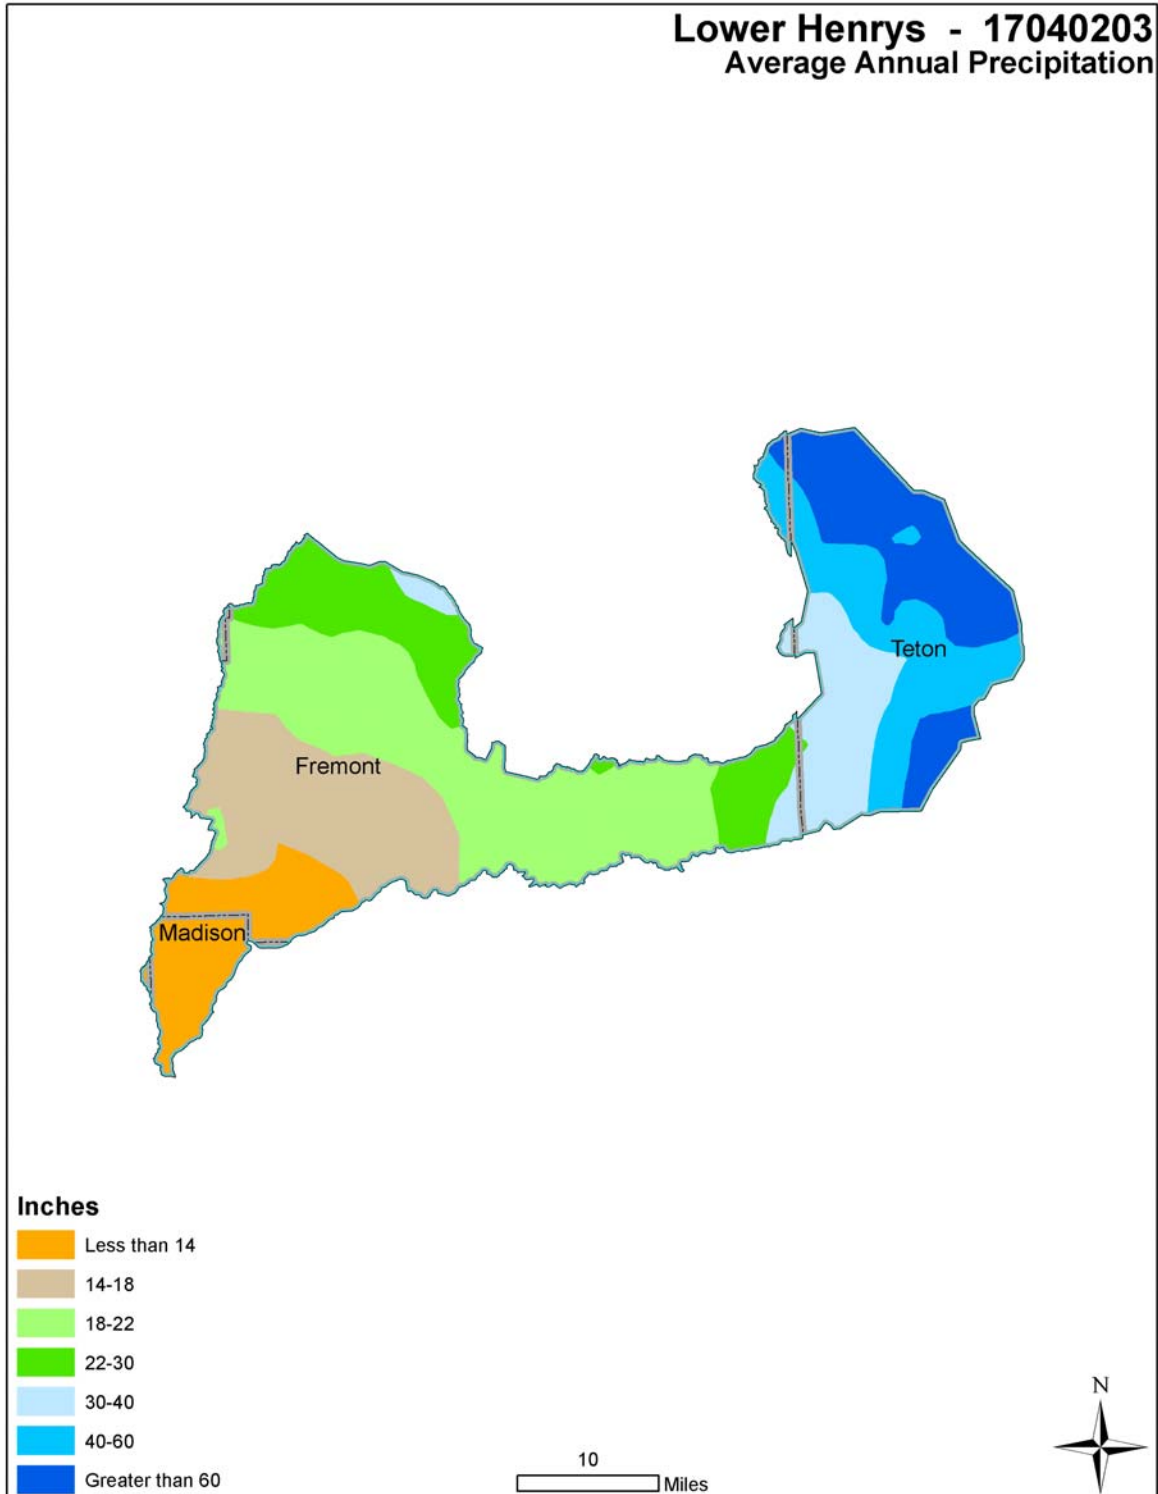 Lower Henrys - 17040203
Average Annual Precipitation
Teton
Fremont
Madison
Inches
Less than 14
14-18
18-22
22-30
30-40
40-60
Greater than 60
10
Miles
N